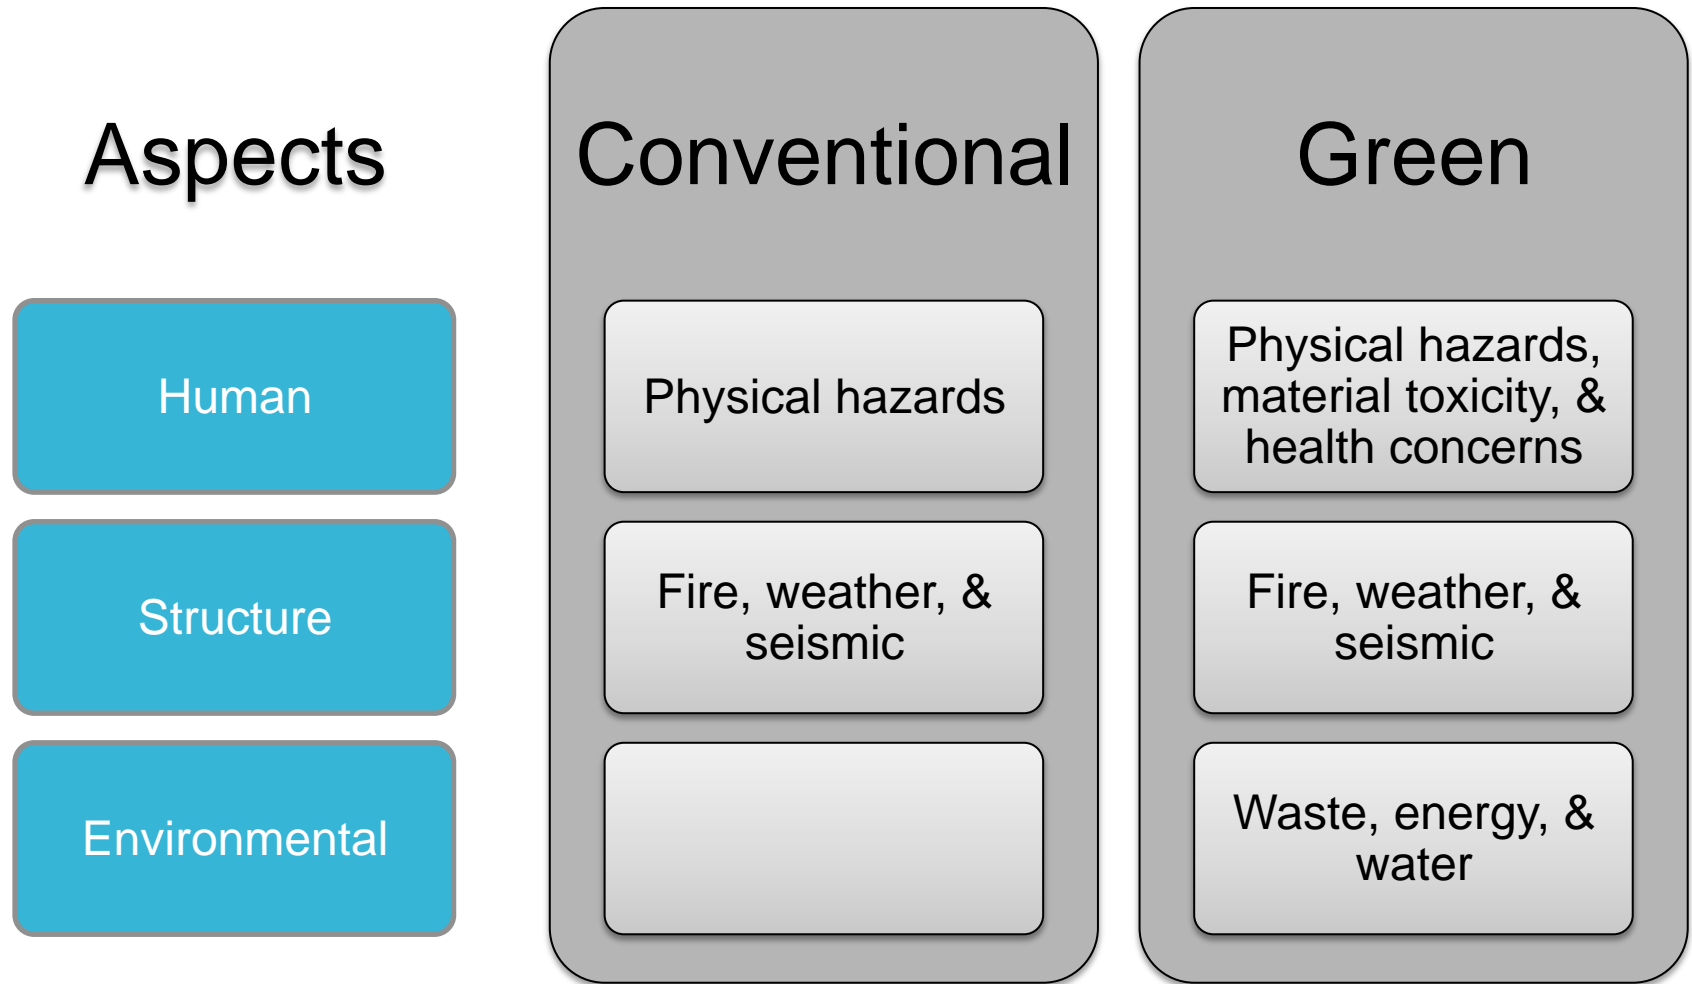 Aspects
Conventional
Green
Human
Physical hazards
Physical hazards,
material toxicity, &
health concerns
Structure
Fire, weather, &
seismic
Fire, weather, &
seismic
Environmental
Waste, energy, &
water